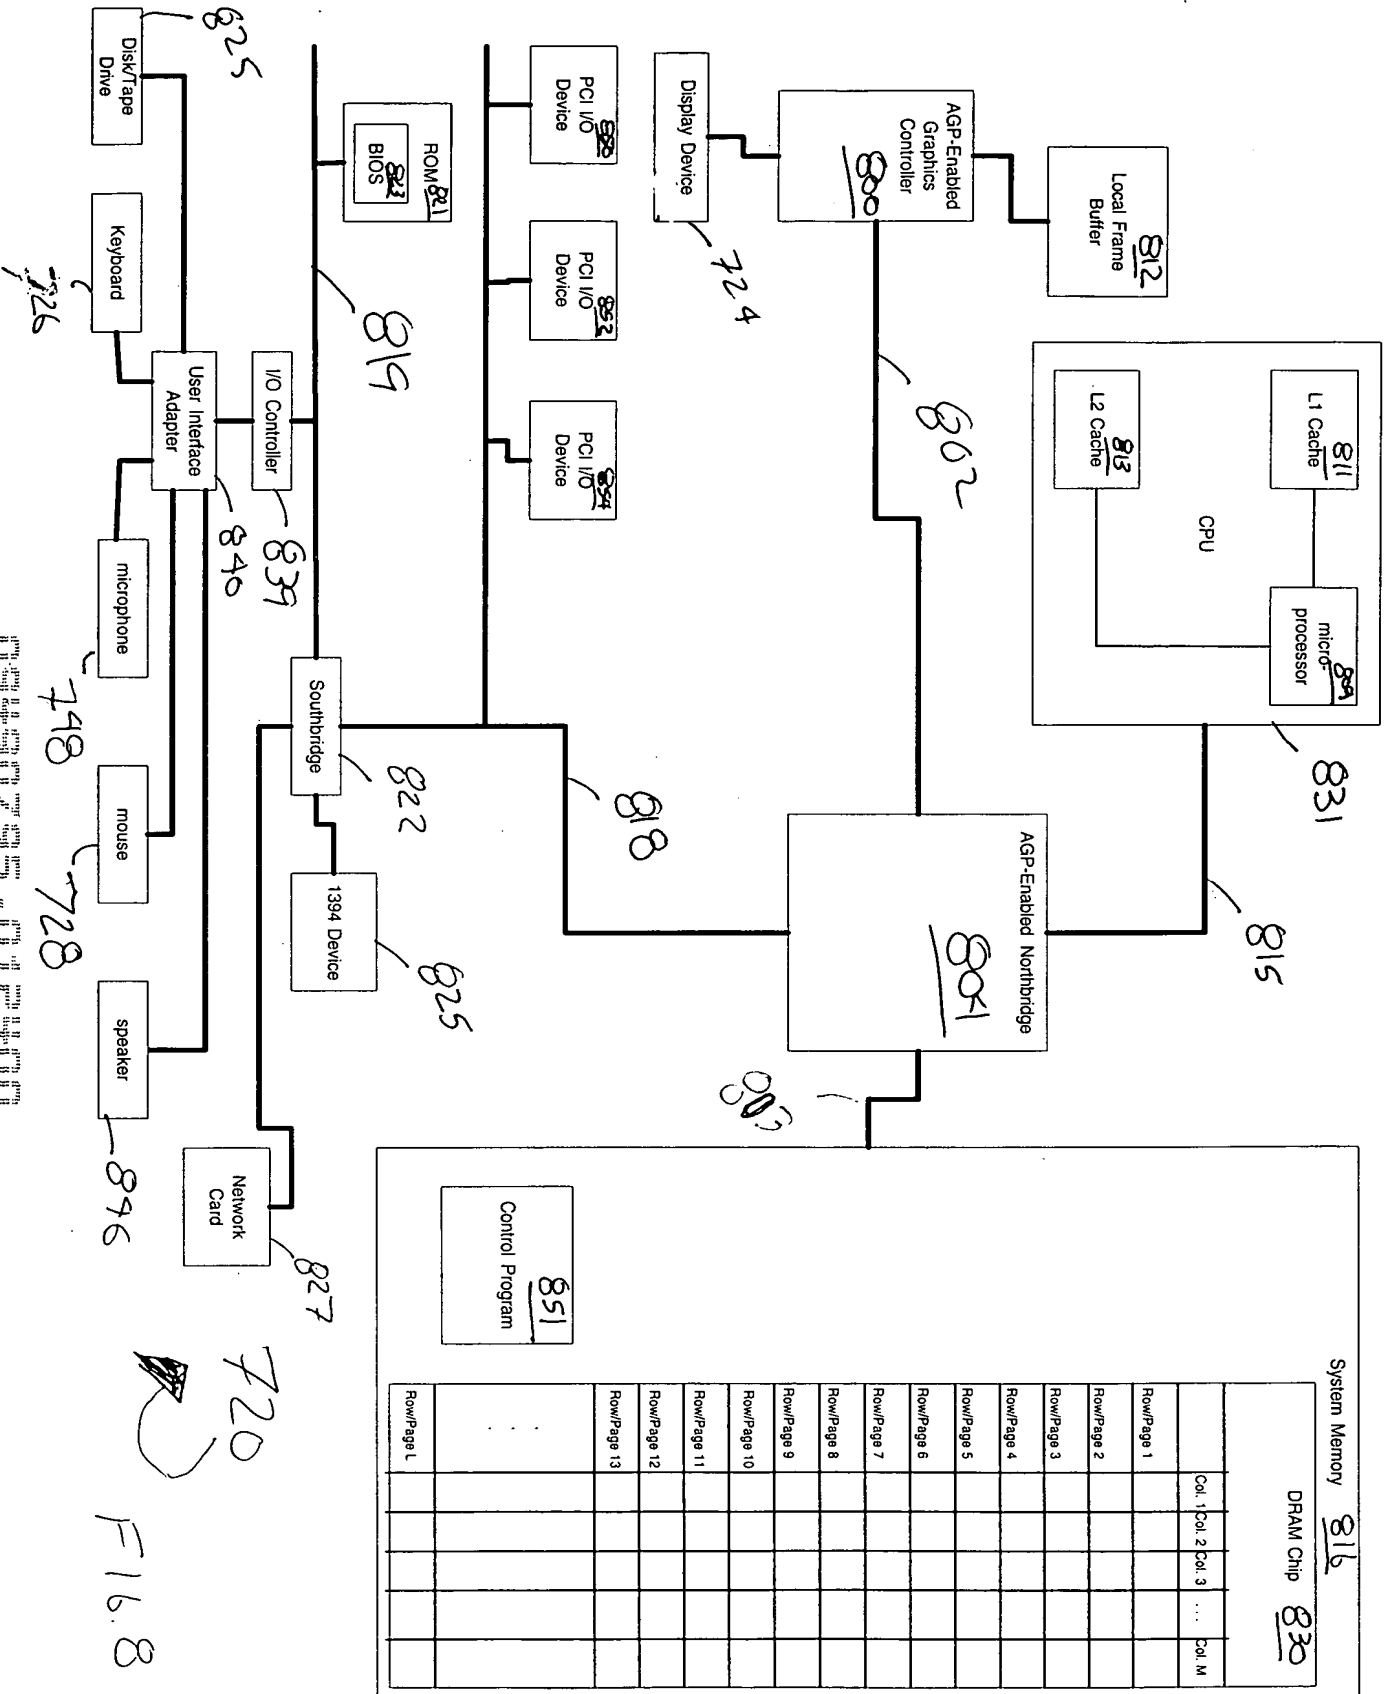 System Memory 816
DRAM Chip 830
Col. 1 Col. 2 Col. 3 ... Col. M
Row/Page 1
Row/Page 2
Row/Page 3
Row/Page 4
Row/Page 5
Row/Page 6
Row/Page 7
Row/Page 8
Row/Page 9
Row/Page 10
Row/Page 11
Row/Page 12
Row/Page 13
. . .
Row/Page L
851
Control Program
811
L1 Cache
809
micro-
processor
CPU
813
L2 Cache
831
815
812
Local Frame
Buffer
AGP-Enabled
Graphics
Controller
800
802
AGP-Enabled Northbridge
804
Display Device
724
PCI I/O
Device
PCI I/O
Device
852
PCI I/O
Device
854
818
ROM 821
BIOS
819
Southbridge
822
1394 Device
825
I/O Controller
839
User Interface
Adapter
840
Network
Card
827
Disk/Tape
Drive
825
Keyboard
726
microphone
748
mouse
728
speaker
846
720
FIG. 8